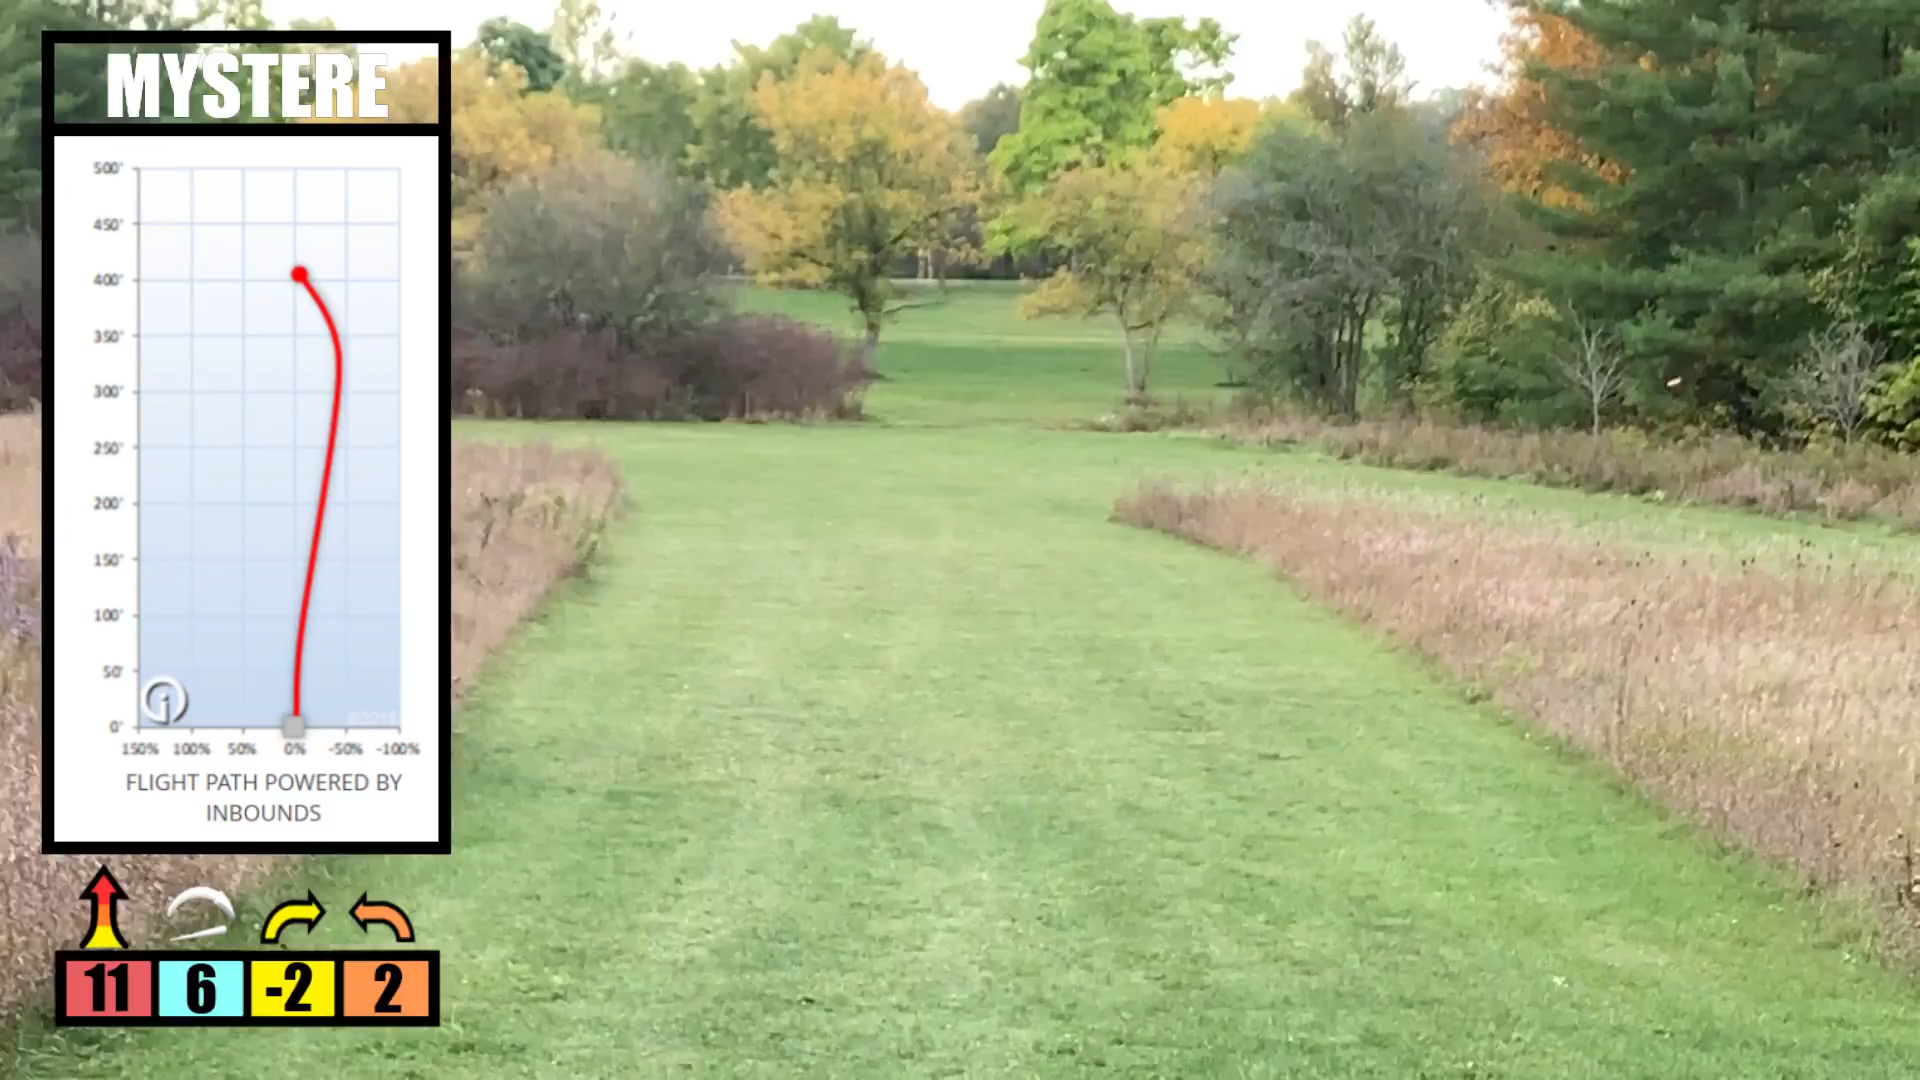 MYSTERE
500'
450'
400'
350'
300'
250'
200'
150'
100'
50'
0'
150% 100% 50% 0% -50% -100%
FLIGHT PATH POWERED BY
INBOUNDS
11 6 -2 2